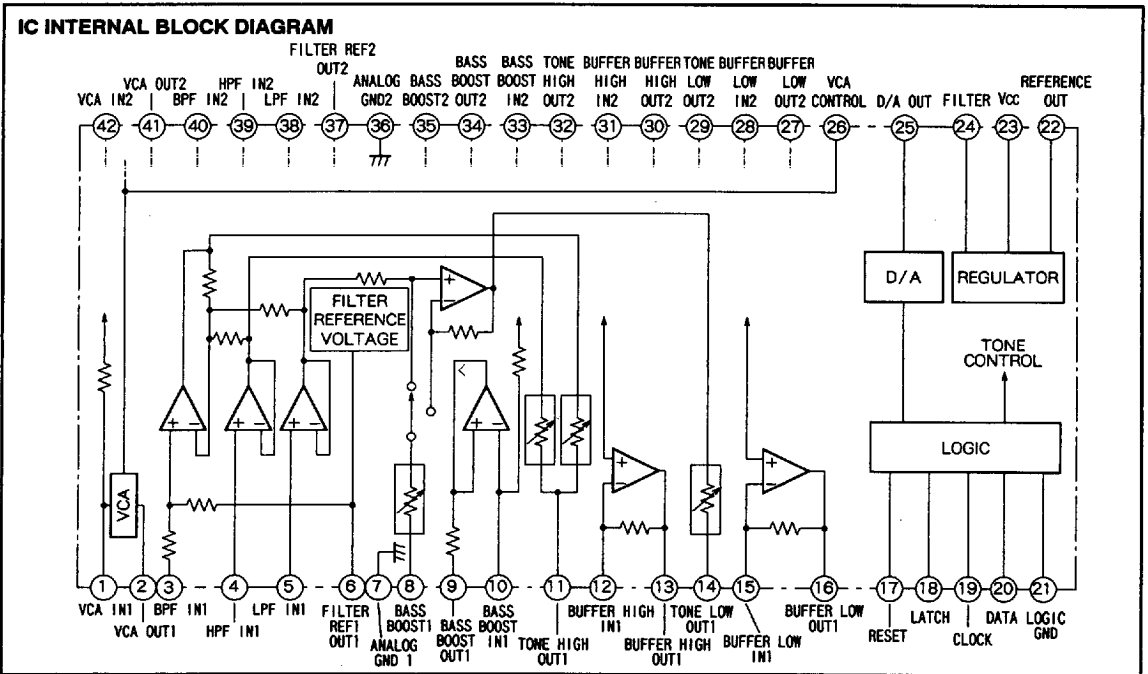 IC INTERNAL BLOCK DIAGRAM
VCA IN2
VCA OUT2
BPF IN2
HPF IN2
LPF IN2
FILTER REF2
OUT2
ANALOG
GND2
BASS
BOOST2
BASS
BOOST
OUT2
BASS
BOOST
IN2
TONE
HIGH
OUT2
BUFFER
HIGH
IN2
BUFFER
HIGH
OUT2
TONE
LOW
OUT2
BUFFER
LOW
IN2
BUFFER
LOW
OUT2
VCA
CONTROL
D/A OUT
FILTER
Vcc
REFERENCE
OUT
42 41 40 39 38 37 36 35 34 33 32 31 30 29 28 27 26 25 24 23 22
D/A
REGULATOR
FILTER
REFERENCE
VOLTAGE
TONE
CONTROL
LOGIC
VCA
+ −
+ −
+ −
+
−
+ −
+
−
+
−
1 2 3 4 5 6 7 8 9 10 11 12 13 14 15 16 17 18 19 20 21
VCA IN1
VCA OUT1
BPF IN1
HPF IN1
LPF IN1
FILTER
REF1
OUT1
ANALOG
GND 1
BASS
BOOST1
BASS
BOOST
OUT1
BASS
BOOST
IN1
TONE HIGH
OUT1
BUFFER HIGH
IN1
BUFFER HIGH
OUT1
TONE LOW
OUT1
BUFFER LOW
IN1
BUFFER LOW
OUT1
RESET
LATCH
CLOCK
DATA
LOGIC
GND